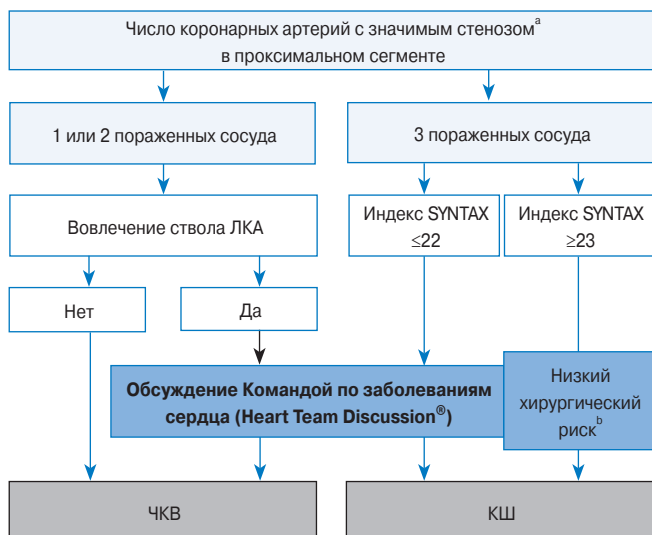 Число коронарных артерий с значимым стенозом^a
в проксимальном сегменте
1 или 2 пораженных сосуда
3 пораженных сосуда
Вовлечение ствола ЛКА
Индекс SYNTAX
≤22
Индекс SYNTAX
≥23
Нет
Да
Обсуждение Командой по заболеваниям
сердца (Heart Team Discussion®)
Низкий
хирургический
риск^b
ЧКВ
КШ